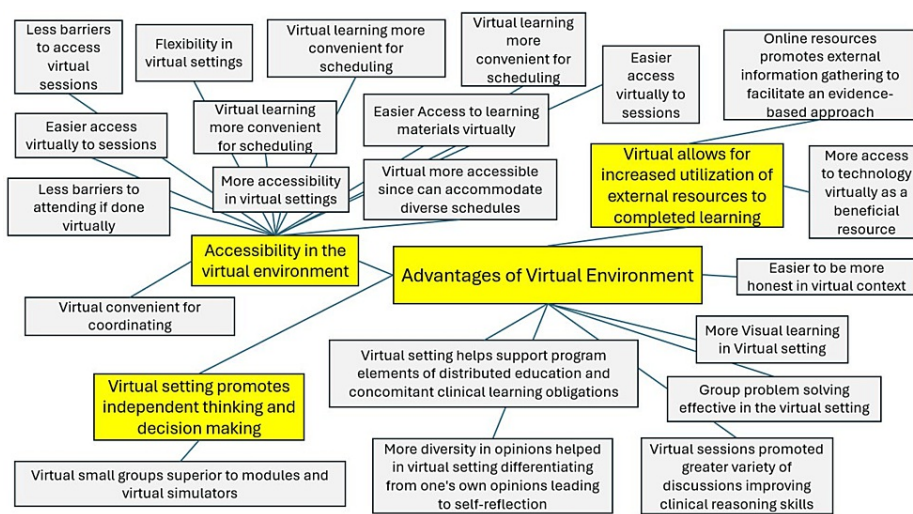 Less barriers
to access
virtual
sessions
Flexibility in
virtual settings
Virtual learning more
convenient for
scheduling
Virtual learning
more
convenient for
scheduling
Easier
access
virtually to
sessions
Online resources
promotes external
information gathering to
facilitate an evidence-
based approach
Easier access
virtually to sessions
Virtual learning
more convenient
for scheduling
Easier Access to learning
materials virtually
Less barriers to
attending if done
virtually
More accessibility
in virtual settings
Virtual more accessible
since can accommodate
diverse schedules
Virtual allows for
increased utilization of
external resources to
completed learning
More access
to technology
virtually as a
beneficial
resource
Accessibility in the
virtual environment
Advantages of Virtual Environment
Easier to be more
honest in virtual context
Virtual convenient for
coordinating
Virtual setting helps support program
elements of distributed education and
concomitant clinical learning obligations
More Visual learning
in Virtual setting
Virtual setting promotes
independent thinking and
decision making
Group problem solving
effective in the virtual setting
Virtual small groups superior to modules and
virtual simulators
More diversity in opinions helped
in virtual setting differentiating
from one's own opinions leading
to self-reflection
Virtual sessions promoted
greater variety of
discussions improving
clinical reasoning skills